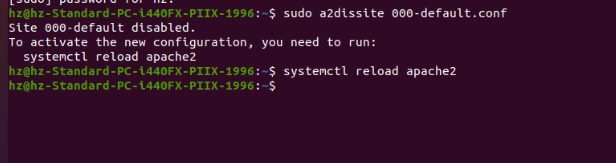 [sudo] password for hz:
hz@hz-Standard-PC-i440FX-PIIX-1996:~$ sudo a2dissite 000-default.conf
Site 000-default disabled.
To activate the new configuration, you need to run:
  systemctl reload apache2
hz@hz-Standard-PC-i440FX-PIIX-1996:~$ systemctl reload apache2
hz@hz-Standard-PC-i440FX-PIIX-1996:~$